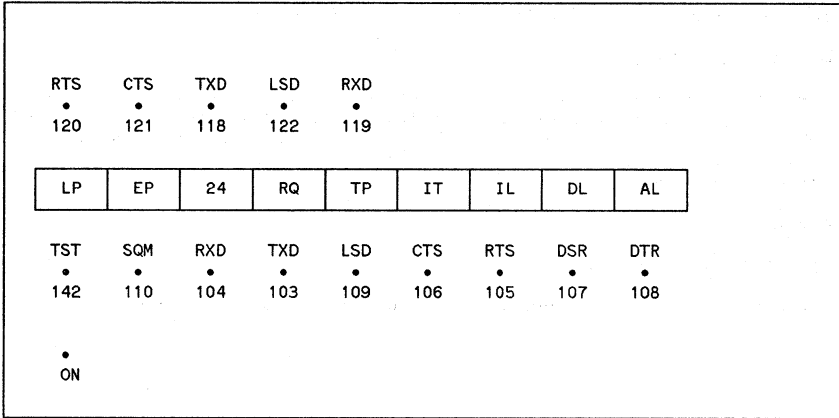 RTS CTS TXD LSD RXD
120 121 118 122 119
LP EP 24 RQ TP IT IL DL AL
TST SQM RXD TXD LSD CTS RTS DSR DTR
142 110 104 103 109 106 105 107 108
ON